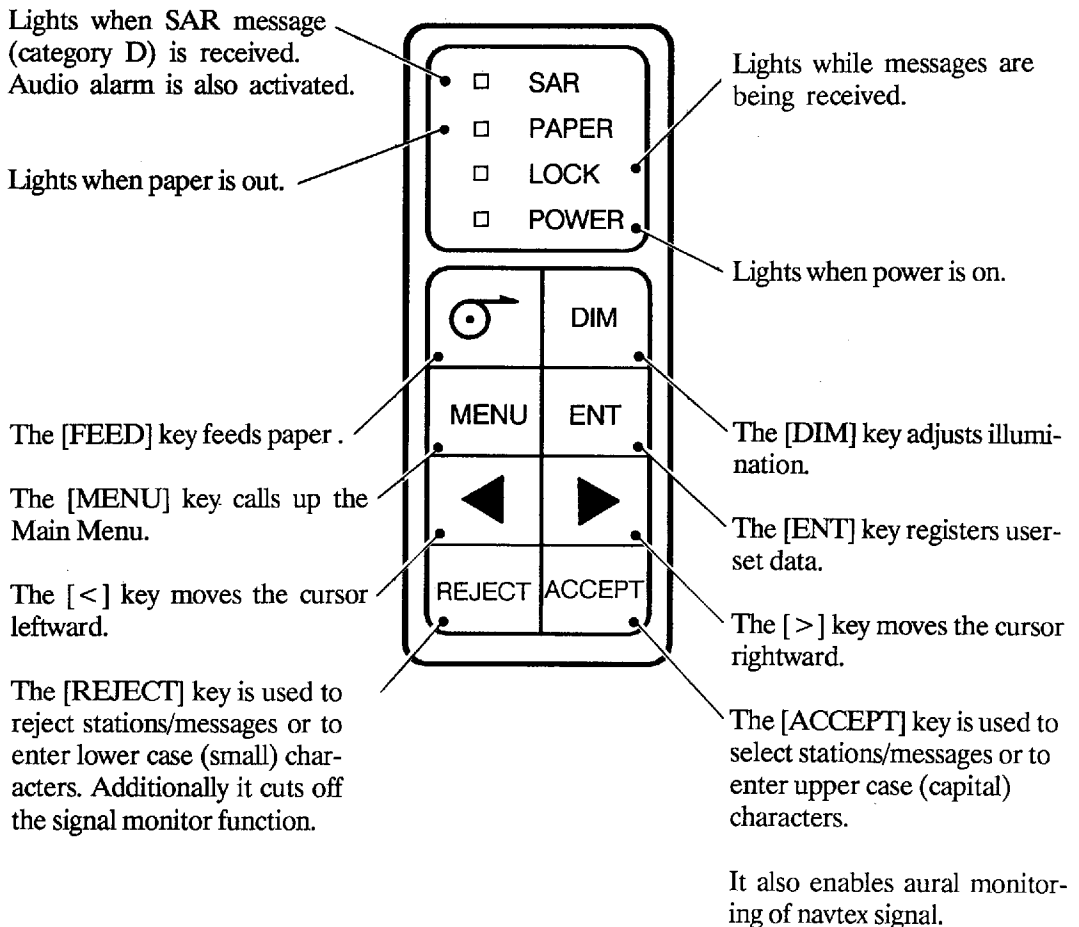 Lights when SAR message
(category D) is received.
Audio alarm is also activated.
Lights when paper is out.
SAR
PAPER
LOCK
POWER
Lights while messages are
being received.
Lights when power is on.
DIM
MENU
ENT
REJECT
ACCEPT
The [FEED] key feeds paper .
The [MENU] key calls up the
Main Menu.
The [<] key moves the cursor
leftward.
The [REJECT] key is used to
reject stations/messages or to
enter lower case (small) char-
acters. Additionally it cuts off
the signal monitor function.
The [DIM] key adjusts illumi-
nation.
The [ENT] key registers user-
set data.
The [>] key moves the cursor
rightward.
The [ACCEPT] key is used to
select stations/messages or to
enter upper case (capital)
characters.
It also enables aural monitor-
ing of navtex signal.